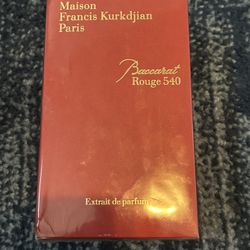 Maison
Francis Kurkdjian
Paris
Baccarat
Rouge 540
Extrait de parfum